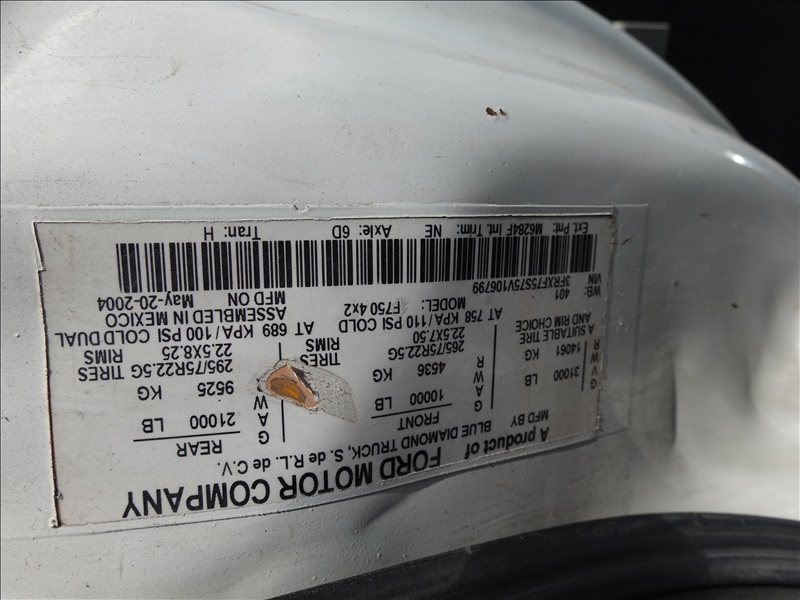 A product of FORD MOTOR COMPANY
MFD BY BLUE DIAMOND TRUCK, S. de R.L. de C.V.
G V W R 31000 LB 14061 KG
FRONT G A W R 10000 LB 4536 KG
REAR G A W 21000 LB 9525 KG
A SUITABLE TIRE AND RIM CHOICE
265/75R22.5G TIRES
22.5X7.50 RIMS
AT 758 KPA/110 PSI COLD
295/75R22.5G TIRES
22.5X8.25 RIMS
AT 689 KPA/100 PSI COLD DUAL
WB: 401
MODEL: F750 4x2
ASSEMBLED IN MEXICO
MFD ON May-20-2004
VIN 3FRXF75S75V106799
Ext. Pnt: M6284F Int. Trim: NE Axle: 6D Tran: H